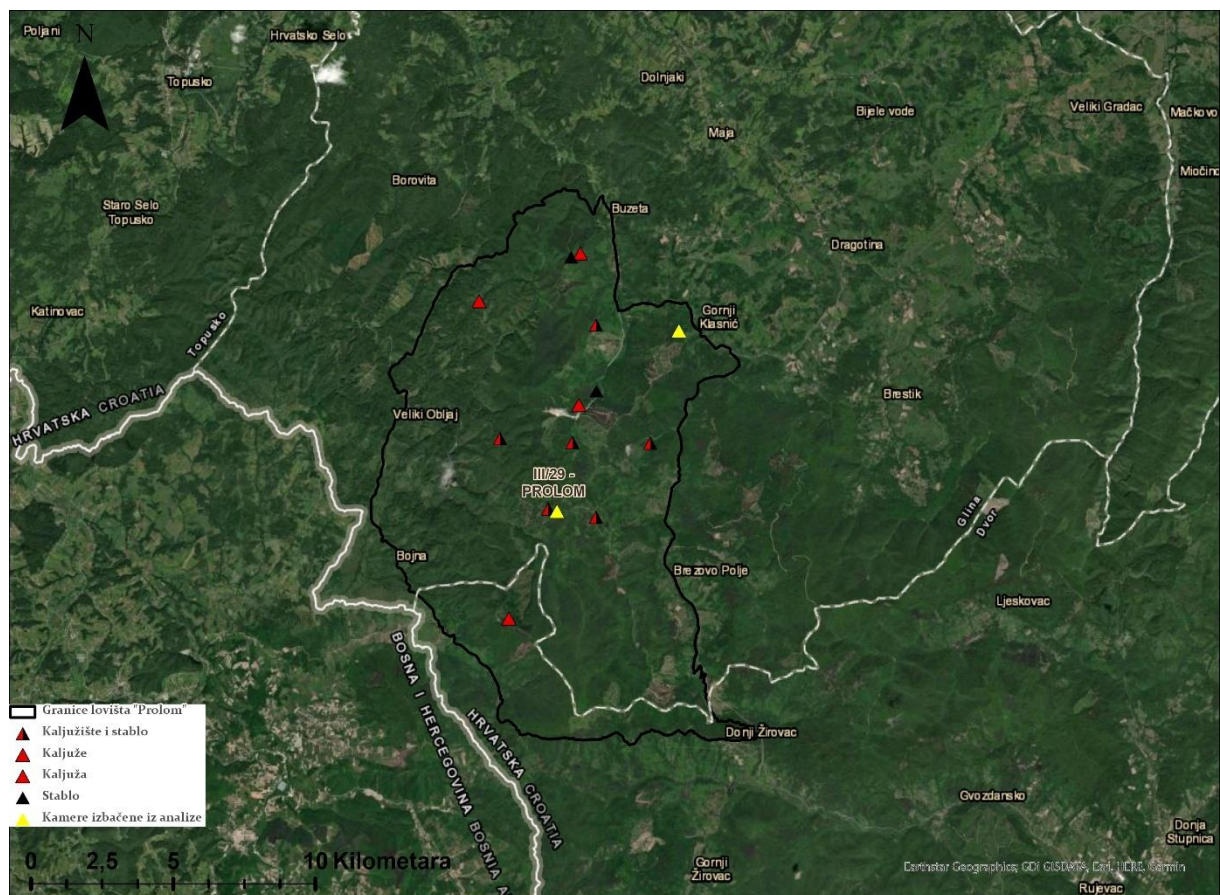 Poljani
N
Hrvatsko Selo
Topusko
Dolnjaki
Bijele vode
Veliki Gradac
Mačkovo
Maja
Miočino
Borovita
Staro Selo
Topusko
Buzeta
Dragotina
Katinovac
Gornji
Klasnić
Topusko
HRVATSKA CROATIA
Veliki Obljaj
Brestik
III/29 -
PROLOM
Glina
Dvor
Bojna
Brezovo Polje
Ljeskovac
BOSNA I HERCEGOVINA BOSNIA A
HRVATSKA CROATIA
Donji Žirovac
Granice lovišta "Prolom"
Kaljužište i stablo
Kaljuže
Kaljuža
Stablo
Kamere izbačene iz analize
Gvozdansko
Donja
Stupnica
Gornji
Žirovac
Rujevac
0 2,5 5 10 Kilometara
Earthstar Geographics; GDi GISDATA, Esri, HERE, Garmin